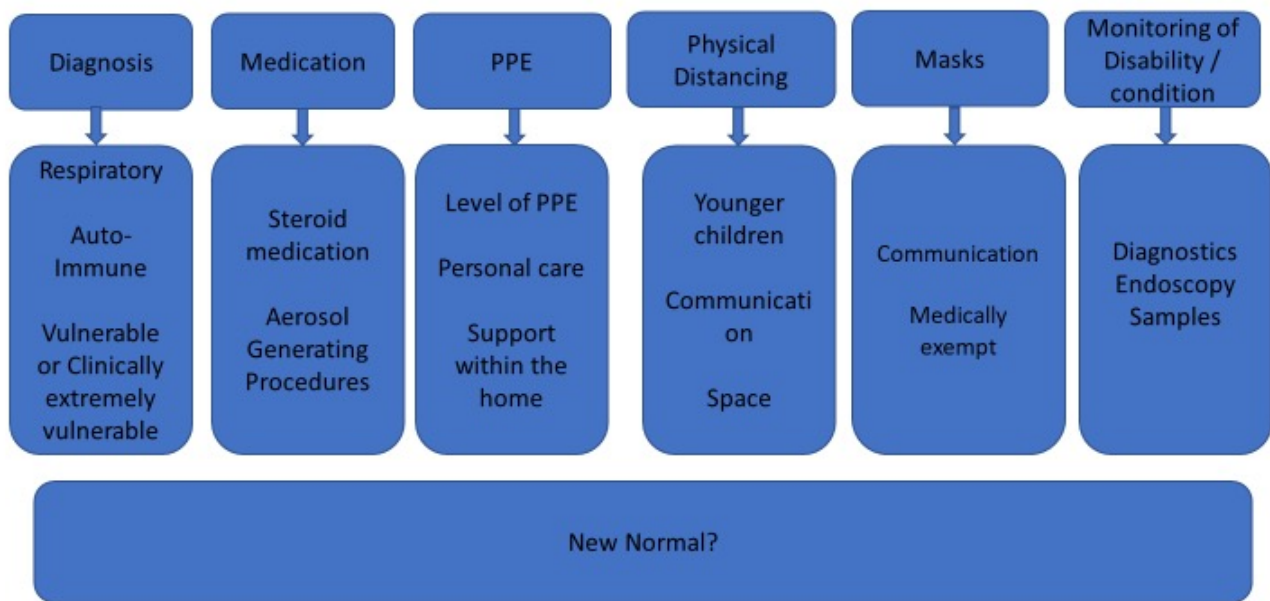 Diagnosis
Medication
PPE
Physical
Distancing
Masks
Monitoring of
Disability /
condition
Respiratory
Auto-
Immune
Vulnerable
or Clinically
extremely
vulnerable
Steroid
medication
Aerosol
Generating
Procedures
Level of PPE
Personal care
Support
within the
home
Younger
children
Communicati
on
Space
Communication
Medically
exempt
Diagnostics
Endoscopy
Samples
New Normal?